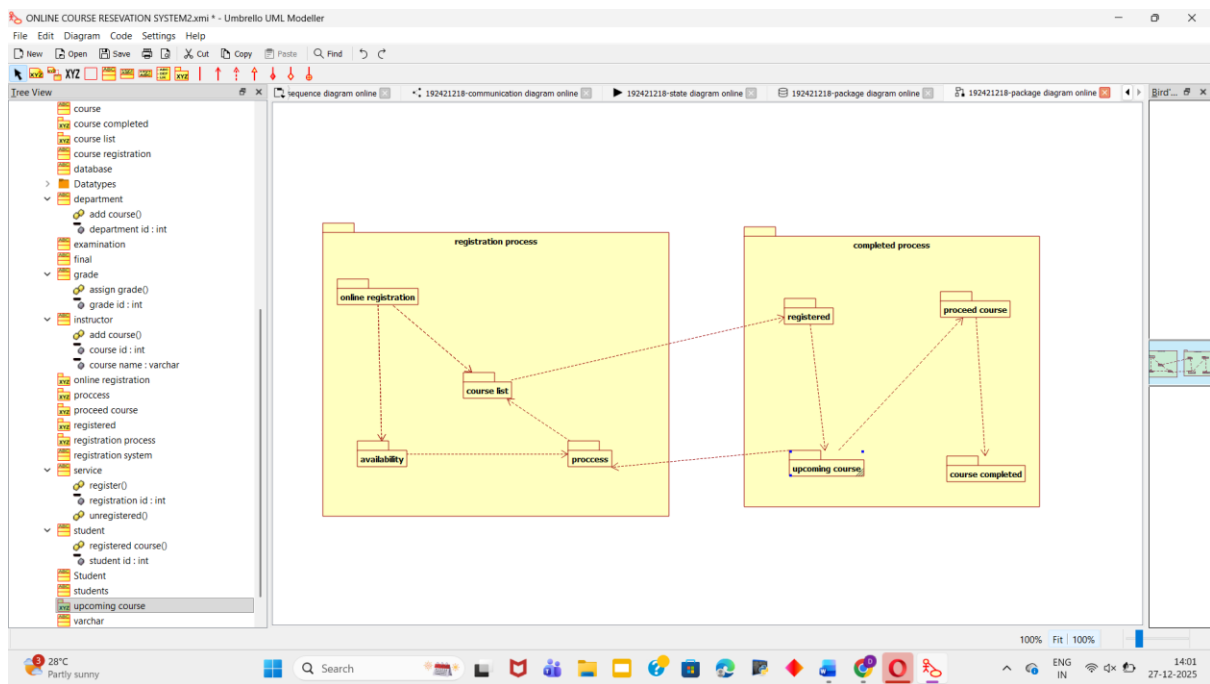 ONLINE COURSE RESEVATION SYSTEM2.xmi * - Umbrello UML Modeller
File Edit Diagram Code Settings Help
New Open Save Cut Copy Paste Find
XYZ
Tree View
sequence diagram online 192421218-communication diagram online 192421218-state diagram online 192421218-package diagram online 192421218-package diagram online
Bird'...
course
course completed
course list
course registration
database
Datatypes
department
add course()
department id : int
examination
final
grade
assign grade()
grade id : int
instructor
add course()
course id : int
course name : varchar
online registration
proccess
proceed course
registered
registration process
registration system
service
register()
registration id : int
unregistered()
student
registered course()
student id : int
Student
students
upcoming course
varchar
registration process
online registration
course list
availability
proccess
completed process
registered
proceed course
upcoming course
course completed
100% Fit 100%
3
28°C
Partly sunny
Search
ENG
IN
14:01
27-12-2025